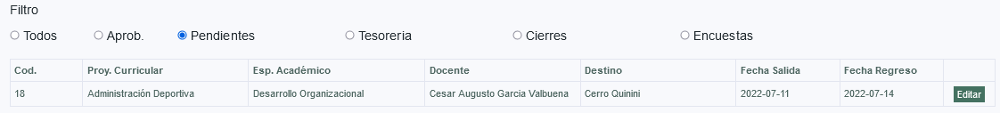 Filtro
Todos Aprob. Pendientes Tesoreria Cierres Encuestas
Cod. Proy. Curricular Esp. Académico Docente Destino Fecha Salida Fecha Regreso
18 Administración Deportiva Desarrollo Organizacional Cesar Augusto Garcia Valbuena Cerro Quinini 2022-07-11 2022-07-14 Editar